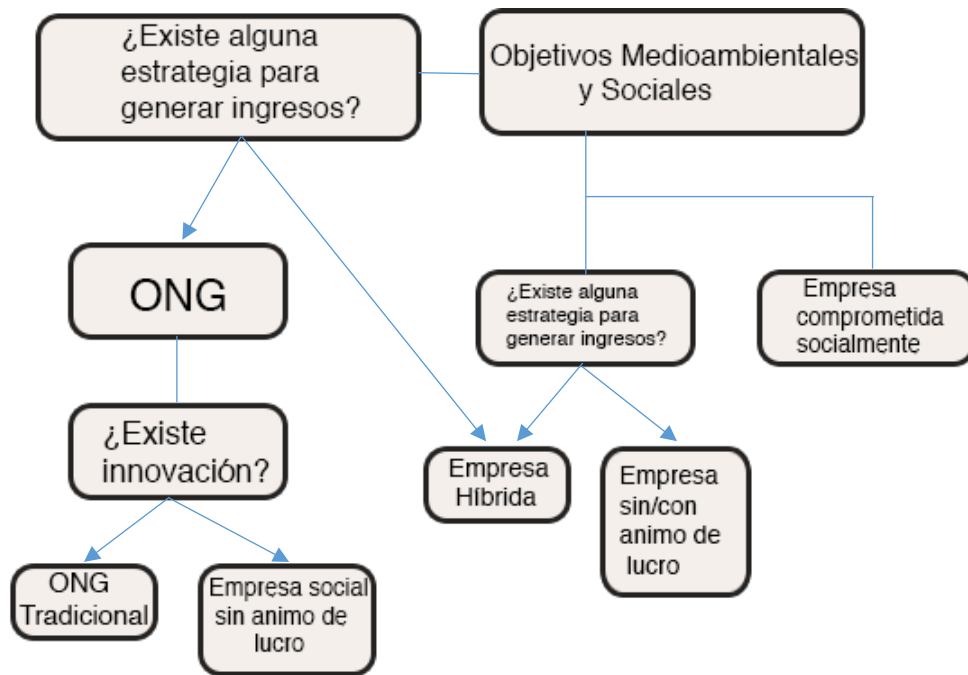 ¿Existe alguna
estrategia para
generar ingresos?
Objetivos Medioambientales
y Sociales
ONG
¿Existe alguna
estrategia para
generar ingresos?
Empresa
comprometida
socialmente
¿Existe
innovación?
Empresa
Híbrida
Empresa
sin/con
animo de
lucro
ONG
Tradicional
Empresa social
sin animo de
lucro